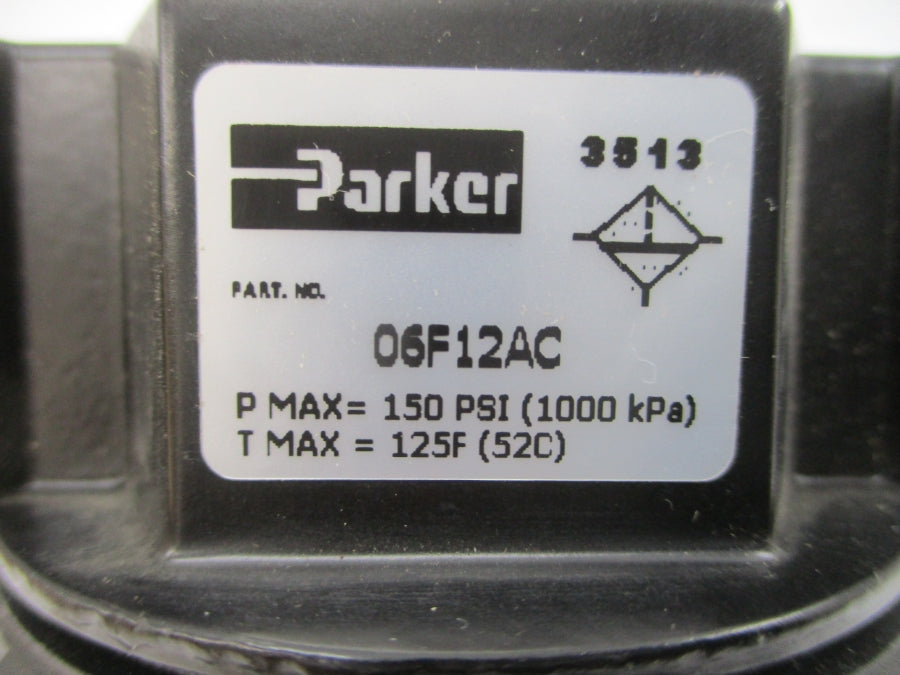 Parker
3513
PART. NO.
06F12AC
P MAX= 150 PSI (1000 kPa)
T MAX = 125F (52C)